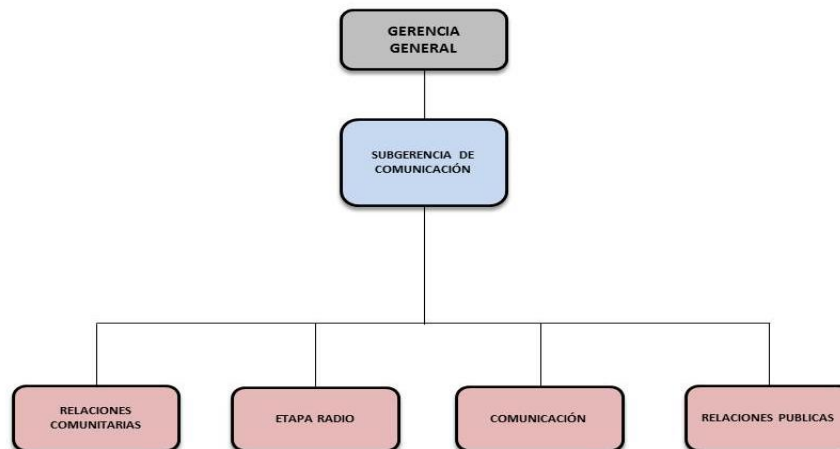 GERENCIA
GENERAL
SUBGERENCIA DE
COMUNICACIÓN
RELACIONES
COMUNITARIAS
ETAPA RADIO
COMUNICACIÓN
RELACIONES PUBLICAS